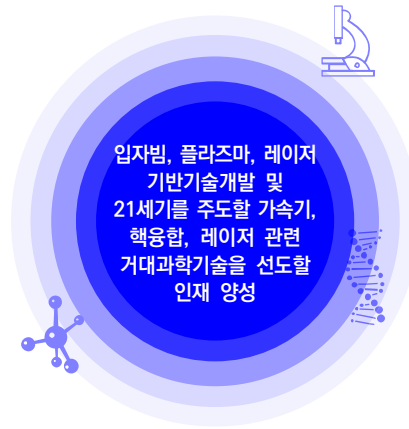 입자빔, 플라즈마, 레이저
기반기술개발 및
21세기를 주도할 가속기,
핵융합, 레이저 관련
거대과학기술을 선도할
인재 양성